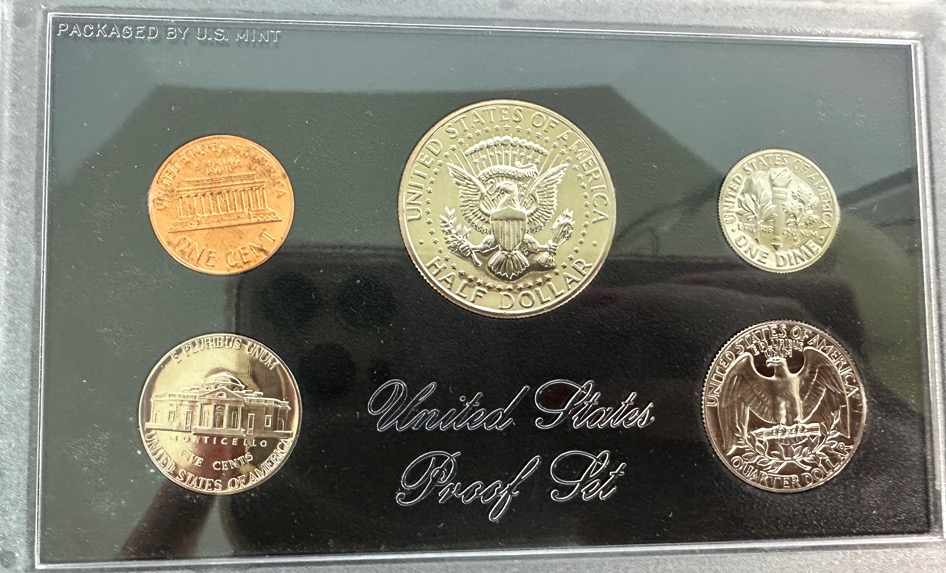 PACKAGED BY U.S. MINT
UNITED STATES OF AMERICA
ONE CENT
UNITED STATES OF AMERICA
HALF DOLLAR
UNITED STATES OF AMERICA
ONE DIME
E PLURIBUS UNUM
MONTICELLO
FIVE CENTS
UNITED STATES OF AMERICA
UNITED STATES OF AMERICA
E PLURIBUS
QUARTER DOLLAR
United States
Proof Set